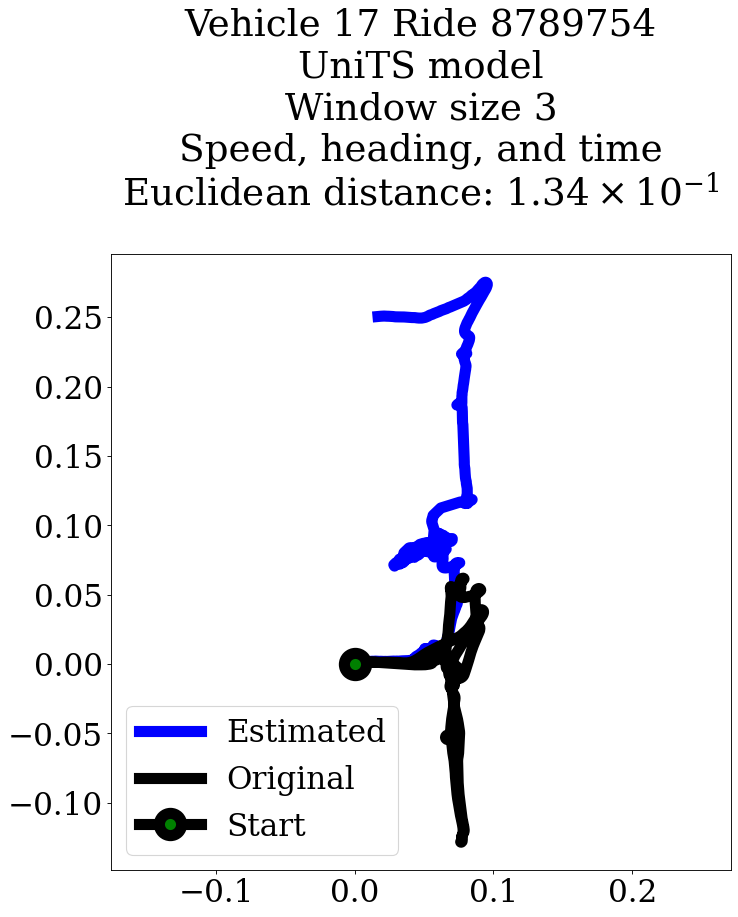 Vehicle 17 Ride 8789754
UniTS model
Window size 3
Speed, heading, and time
Euclidean distance: 1.34 × 10⁻¹
0.25
0.20
0.15
0.10
0.05
0.00
−0.05
−0.10
Estimated
Original
Start
−0.1 0.0 0.1 0.2